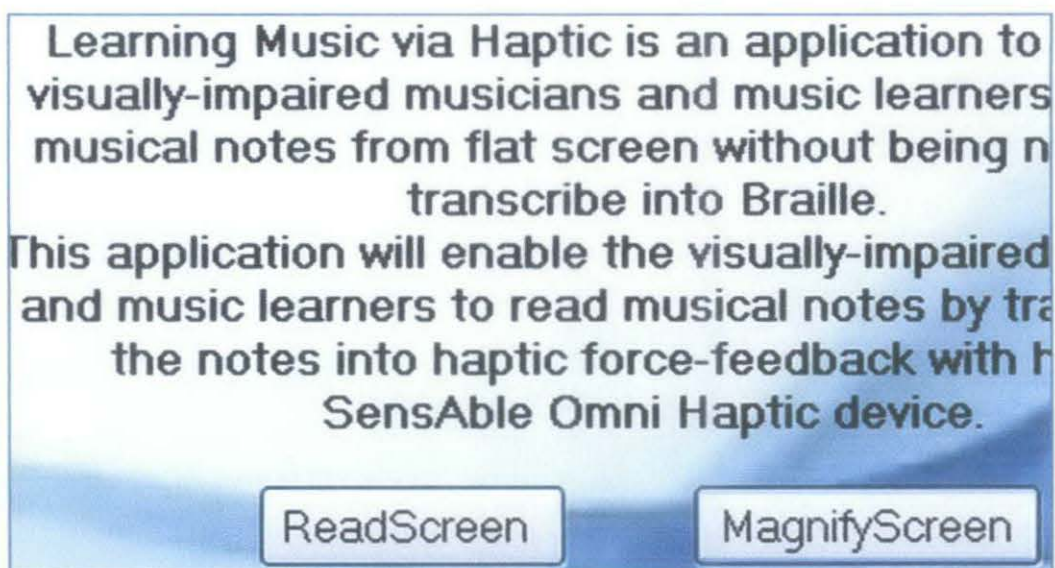 Learning Music via Haptic is an application to
visually-impaired musicians and music learners
musical notes from flat screen without being
transcribe into Braille.
This application will enable the visually-impaired
and music learners to read musical notes by
the notes into haptic force-feedback with
SensAble Omni Haptic device.
ReadScreen MagnifyScreen